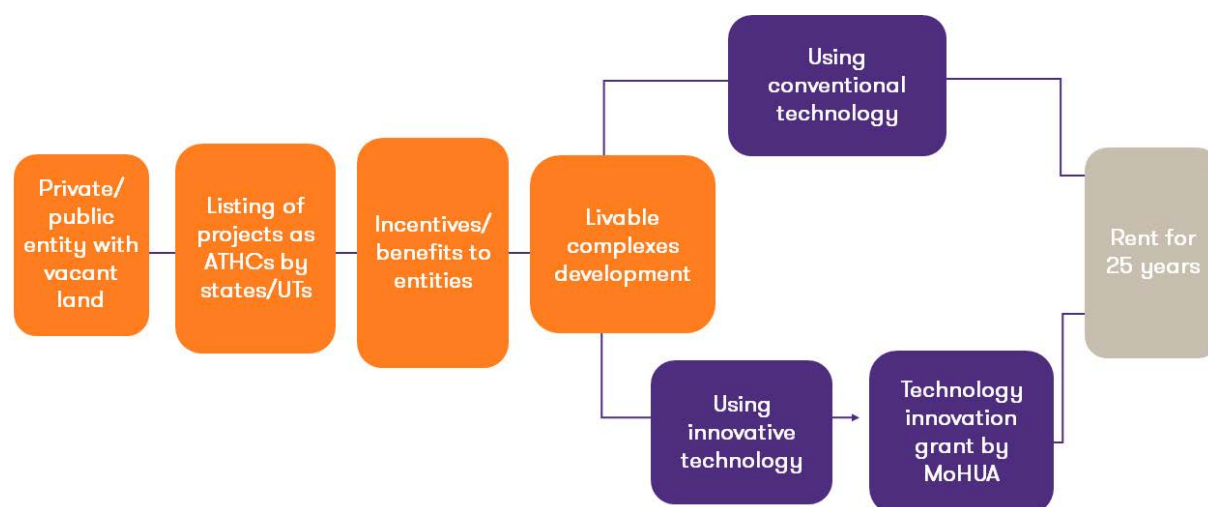 Private/
public
entity with
vacant
land
Listing of
projects as
ATHCs by
states/UTs
Incentives/
benefits to
entities
Livable
complexes
development
Using
conventional
technology
Using
innovative
technology
Technology
innovation
grant by
MoHUA
Rent for
25 years